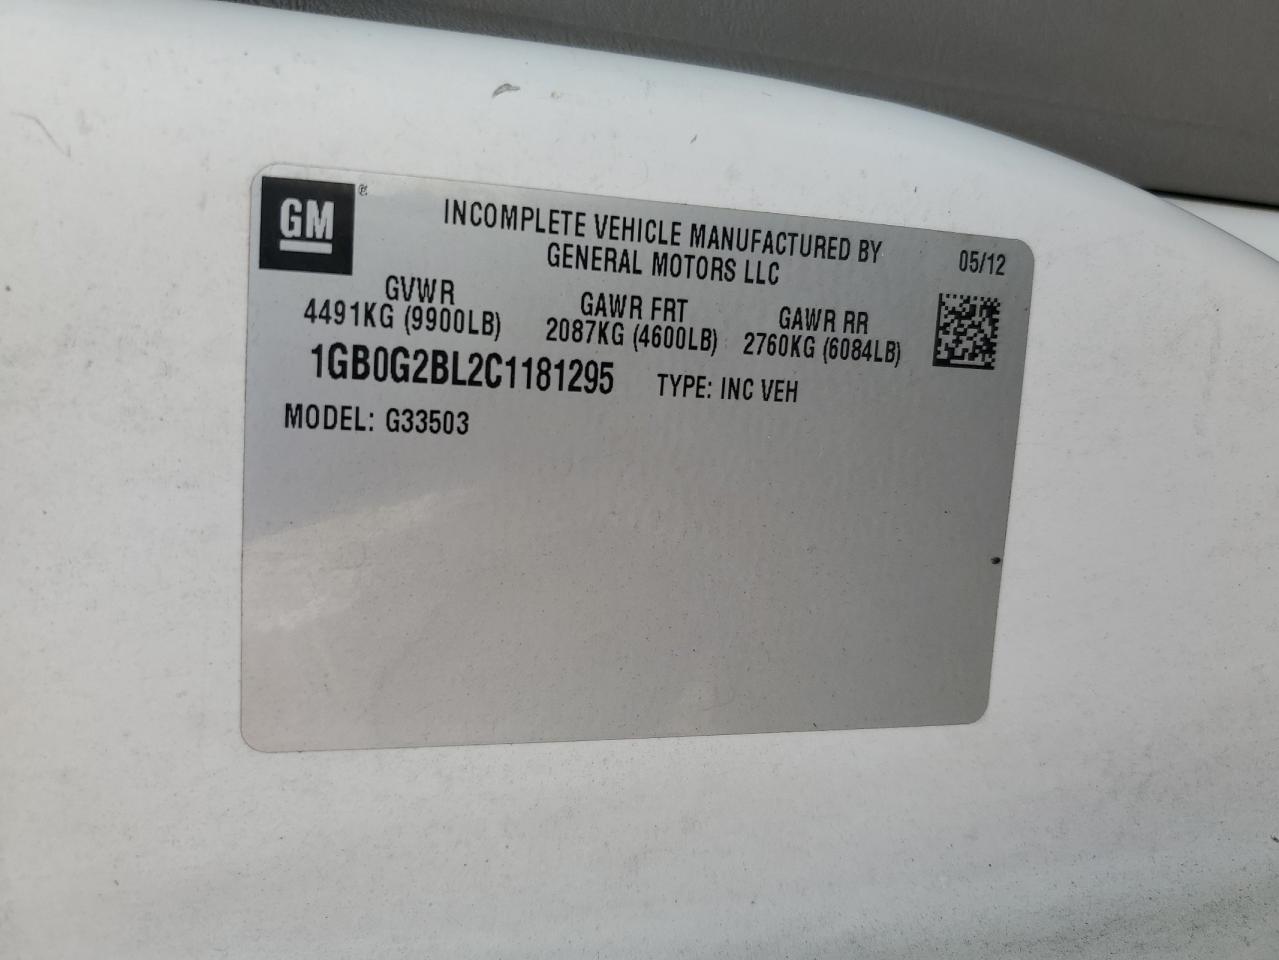 GM ®
INCOMPLETE VEHICLE MANUFACTURED BY
GENERAL MOTORS LLC
05/12
GVWR
4491KG (9900LB)
GAWR FRT
2087KG (4600LB)
GAWR RR
2760KG (6084LB)
1GB0G2BL2C1181295
TYPE: INC VEH
MODEL: G33503